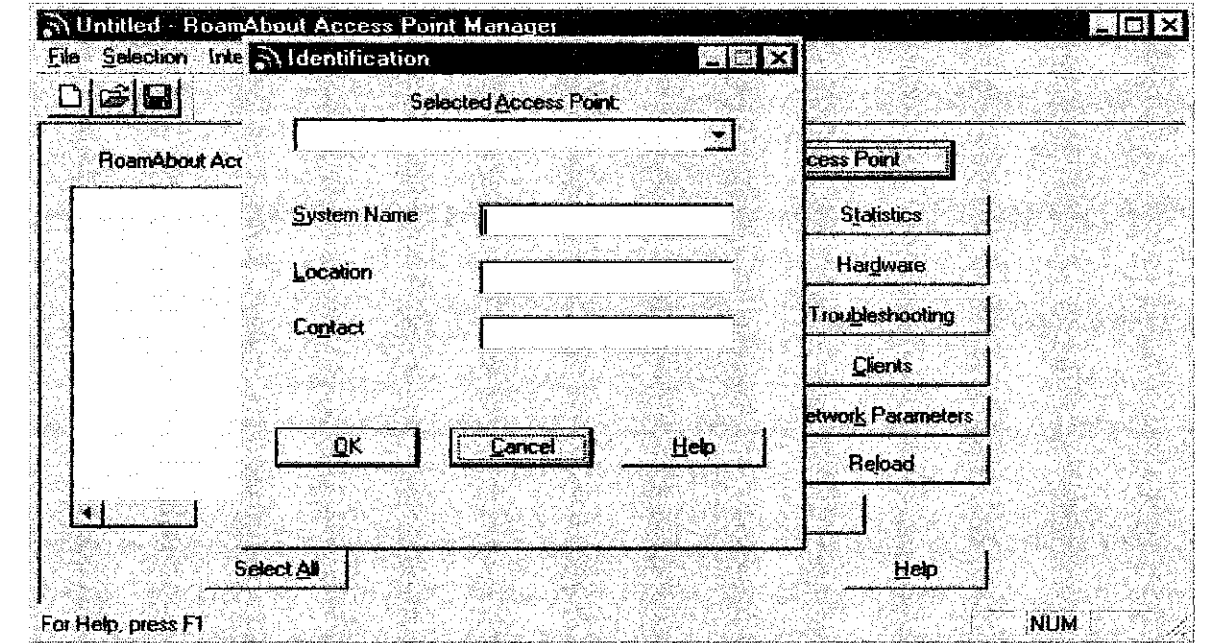 Untitled - RoamAbout Access Point Manager
File Selection Inte
Identification
Selected Access Point:
RoamAbout Acc
cess Point
System Name
Statistics
Location
Hardware
Contact
Troubleshooting
Clients
etwork Parameters
OK Cancel Help
Reload
Select All
Help
For Help, press F1
NUM